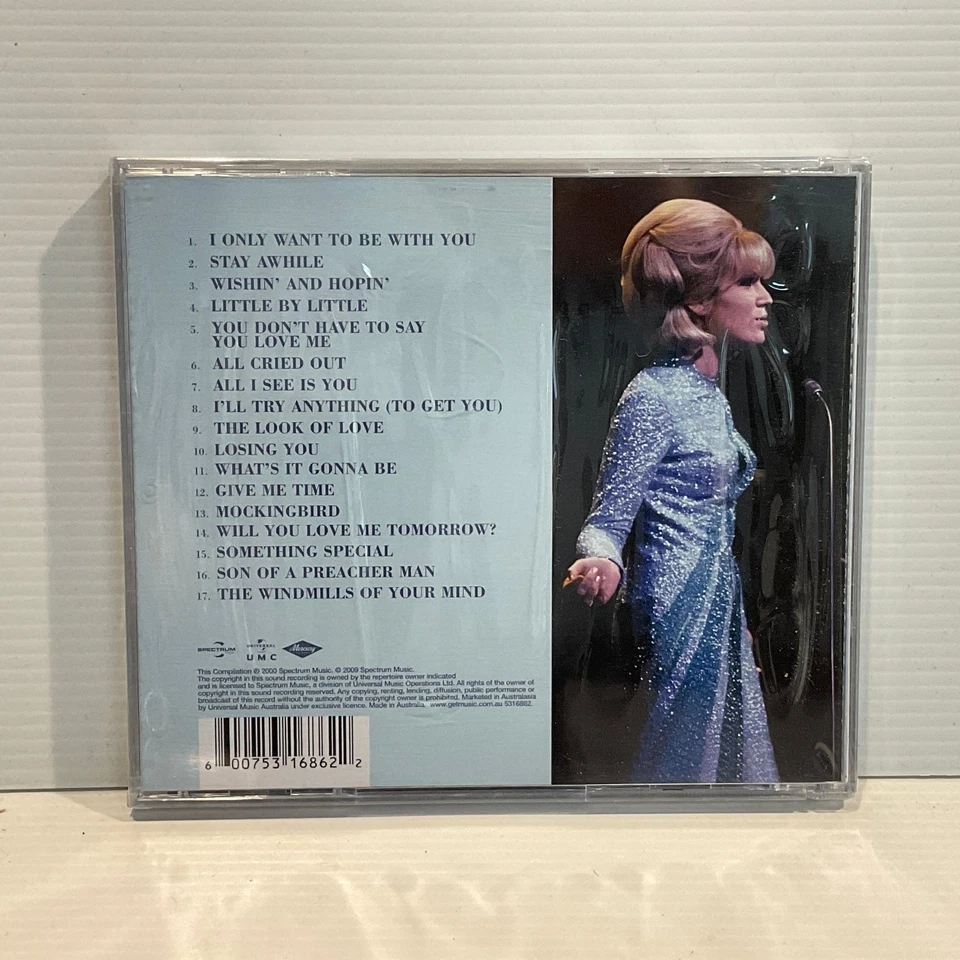 1. I ONLY WANT TO BE WITH YOU
2. STAY AWHILE
3. WISHIN' AND HOPIN'
4. LITTLE BY LITTLE
5. YOU DON'T HAVE TO SAY
YOU LOVE ME
6. ALL CRIED OUT
7. ALL I SEE IS YOU
8. I'LL TRY ANYTHING (TO GET YOU)
9. THE LOOK OF LOVE
10. LOSING YOU
11. WHAT'S IT GONNA BE
12. GIVE ME TIME
13. MOCKINGBIRD
14. WILL YOU LOVE ME TOMORROW?
15. SOMETHING SPECIAL
16. SON OF A PREACHER MAN
17. THE WINDMILLS OF YOUR MIND
SPECTRUM UNIVERSAL UMC Mercury
This Compilation ℗ 2000 Spectrum Music. © 2009 Spectrum Music.
The copyright in this sound recording is owned by the repertoire owner indicated
and is licensed to Spectrum Music, a division of Universal Music Operations Ltd. All rights of the owner of
copyright in this sound recording reserved. Any copying, renting, lending, diffusion, public performance or
broadcast of this record without the authority of the copyright owner is prohibited. Marketed in Australasia
by Universal Music Australia under exclusive licence. Made in Australia. www.getmusic.com.au 5316862.
6 00753 16862 2